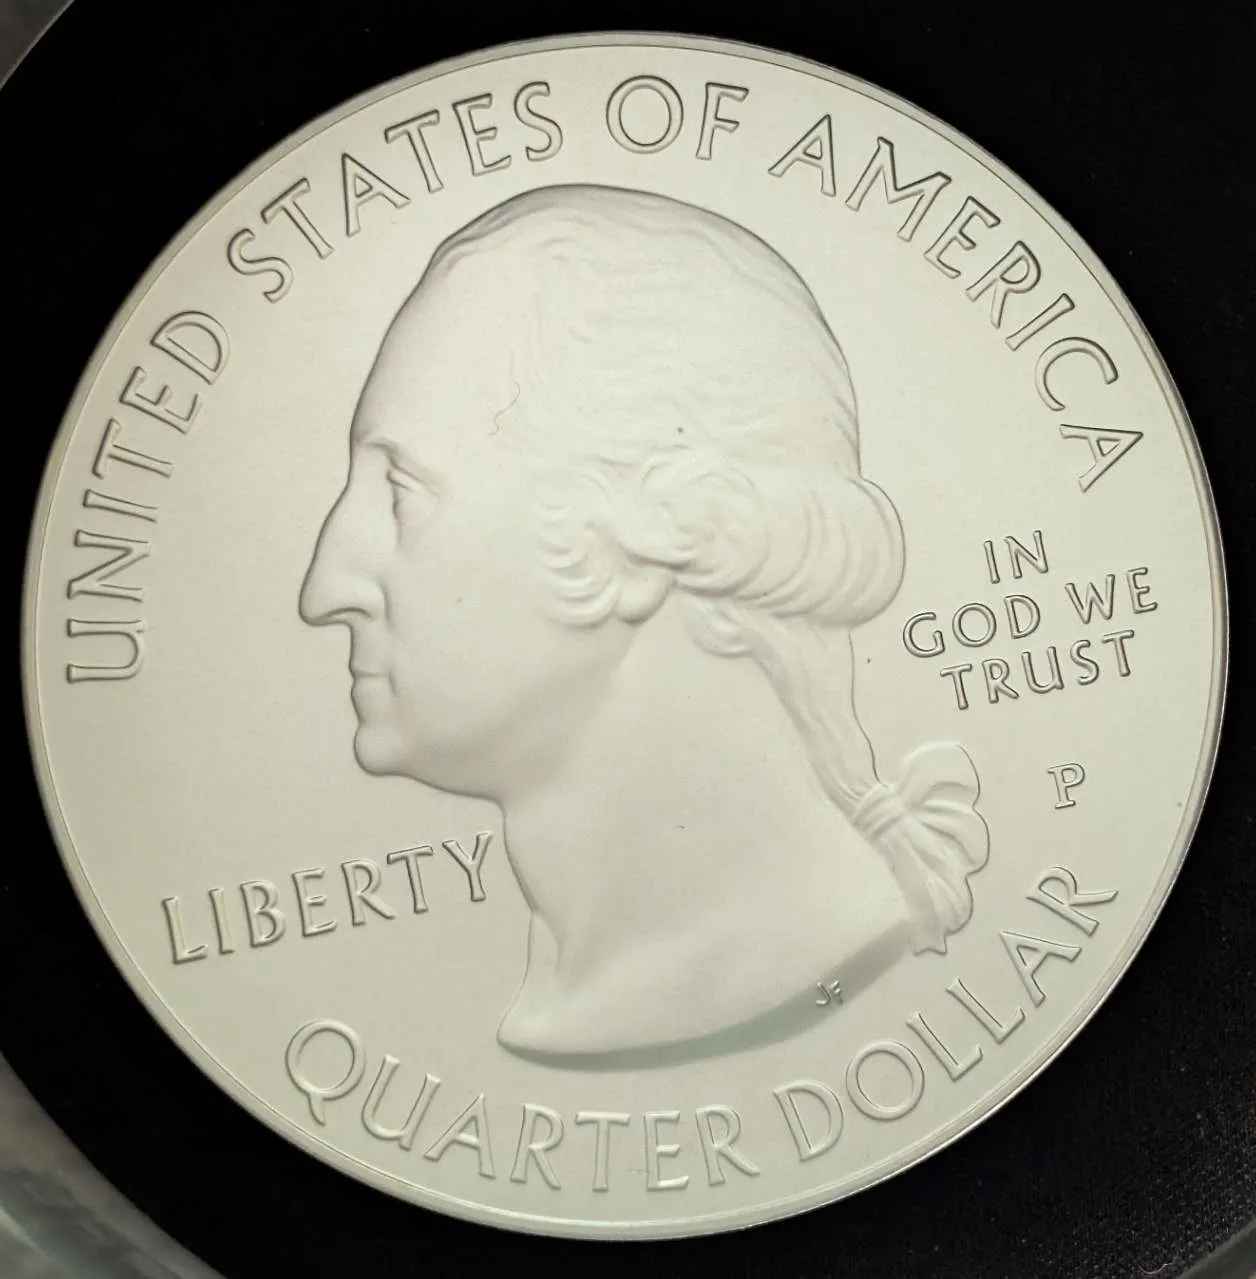 UNITED STATES OF AMERICA
IN
GOD WE
TRUST
P
LIBERTY
JF
QUARTER DOLLAR